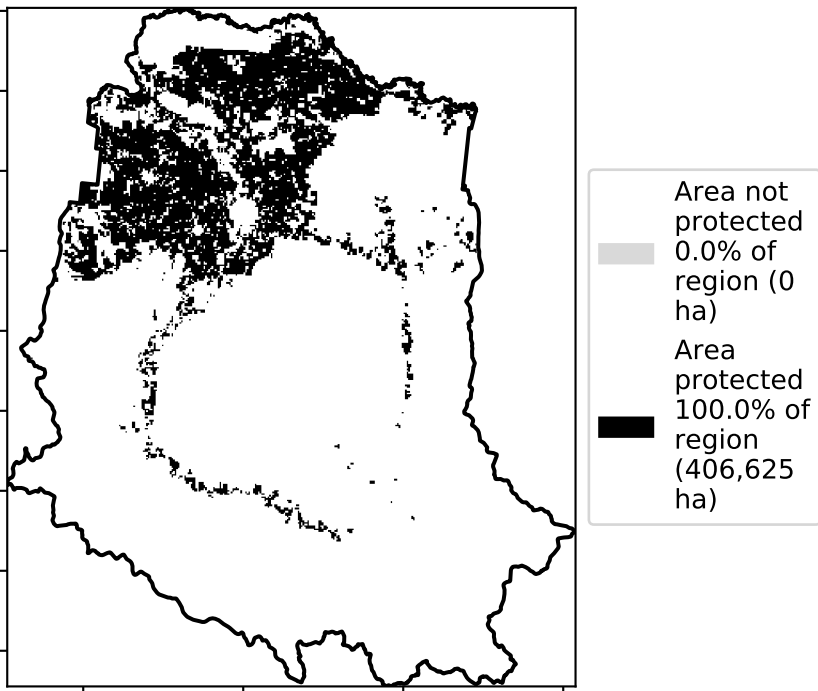 Area not
protected
0.0% of
region (0
ha)
Area
protected
100.0% of
region
(406,625
ha)